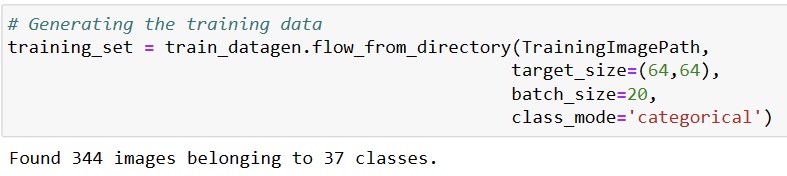 # Generating the training data
training_set = train_datagen.flow_from_directory(TrainingImagePath,
target_size=(64,64),
batch_size=20,
class_mode='categorical')
Found 344 images belonging to 37 classes.